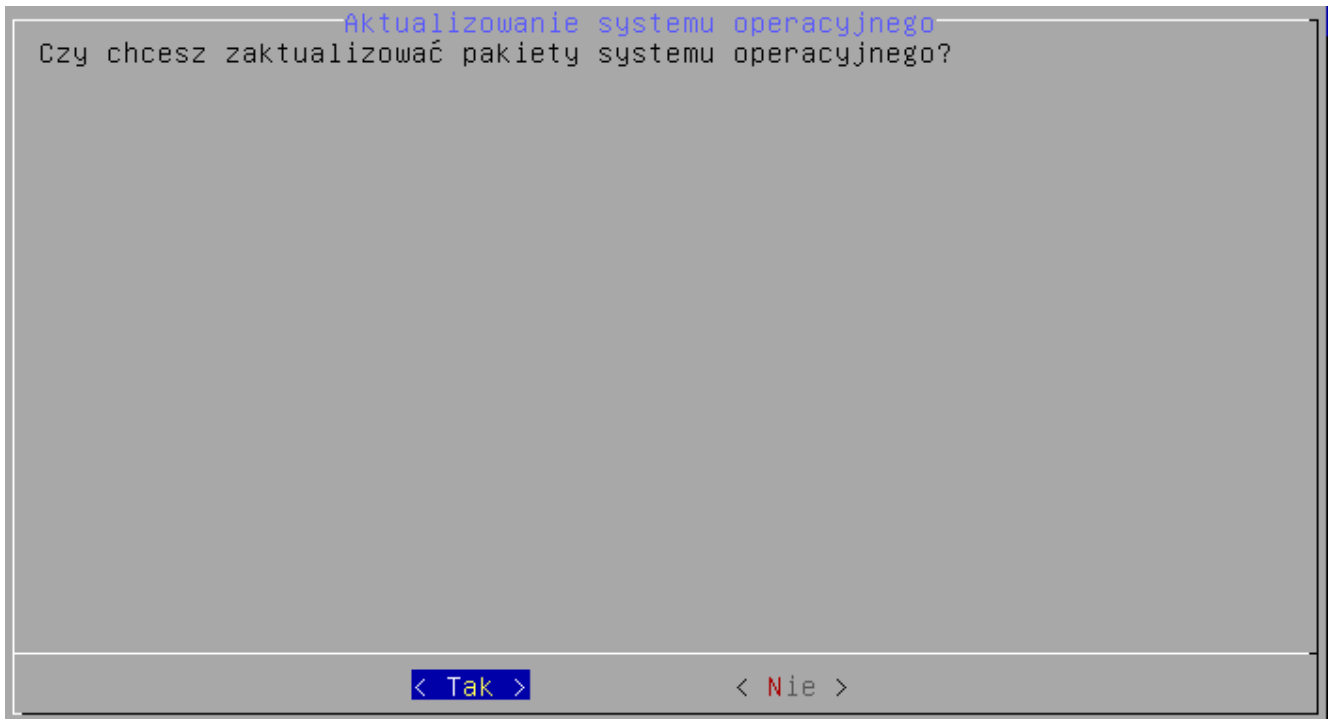 Aktualizowanie systemu operacyjnego
Czy chcesz zaktualizować pakiety systemu operacyjnego?
< Tak > < Nie >